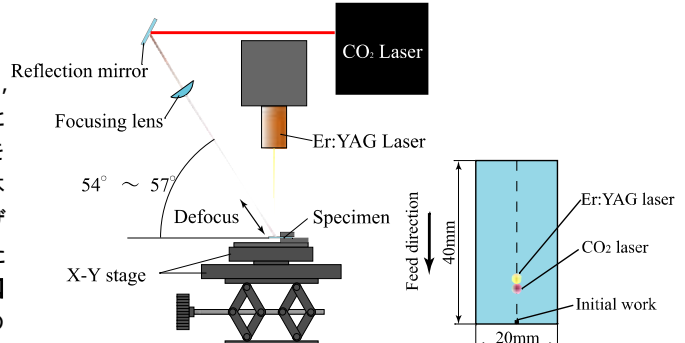 CO₂ Laser
Reflection mirror
Focusing lens
Er:YAG Laser
54° ～ 57°
Defocus
Specimen
X-Y stage
Feed direction
40mm
Er:YAG laser
CO₂ laser
Initial work
20mm